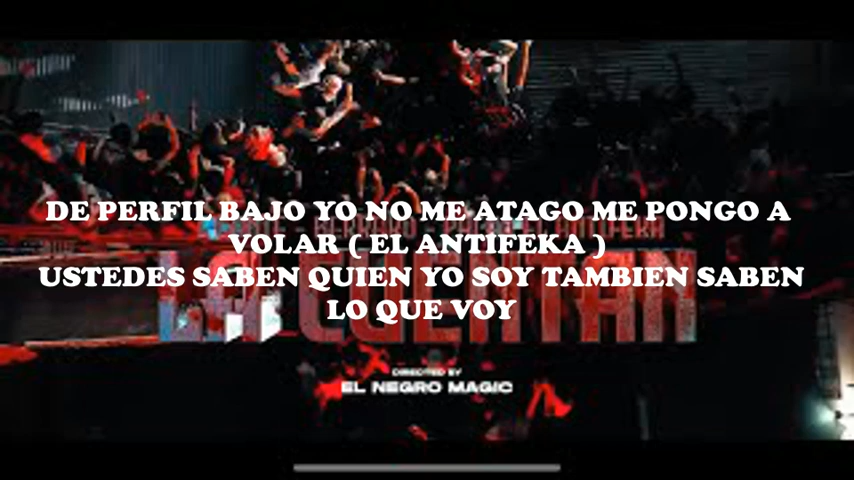 DE PERFIL BAJO YO NO ME ATAGO ME PONGO A
VOLAR ( EL ANTIFEKA )
USTEDES SABEN QUIEN YO SOY TAMBIEN SABEN
LO QUE VOY
LA CUENTAN
DIRECTED BY
EL NEGRO MAGIC